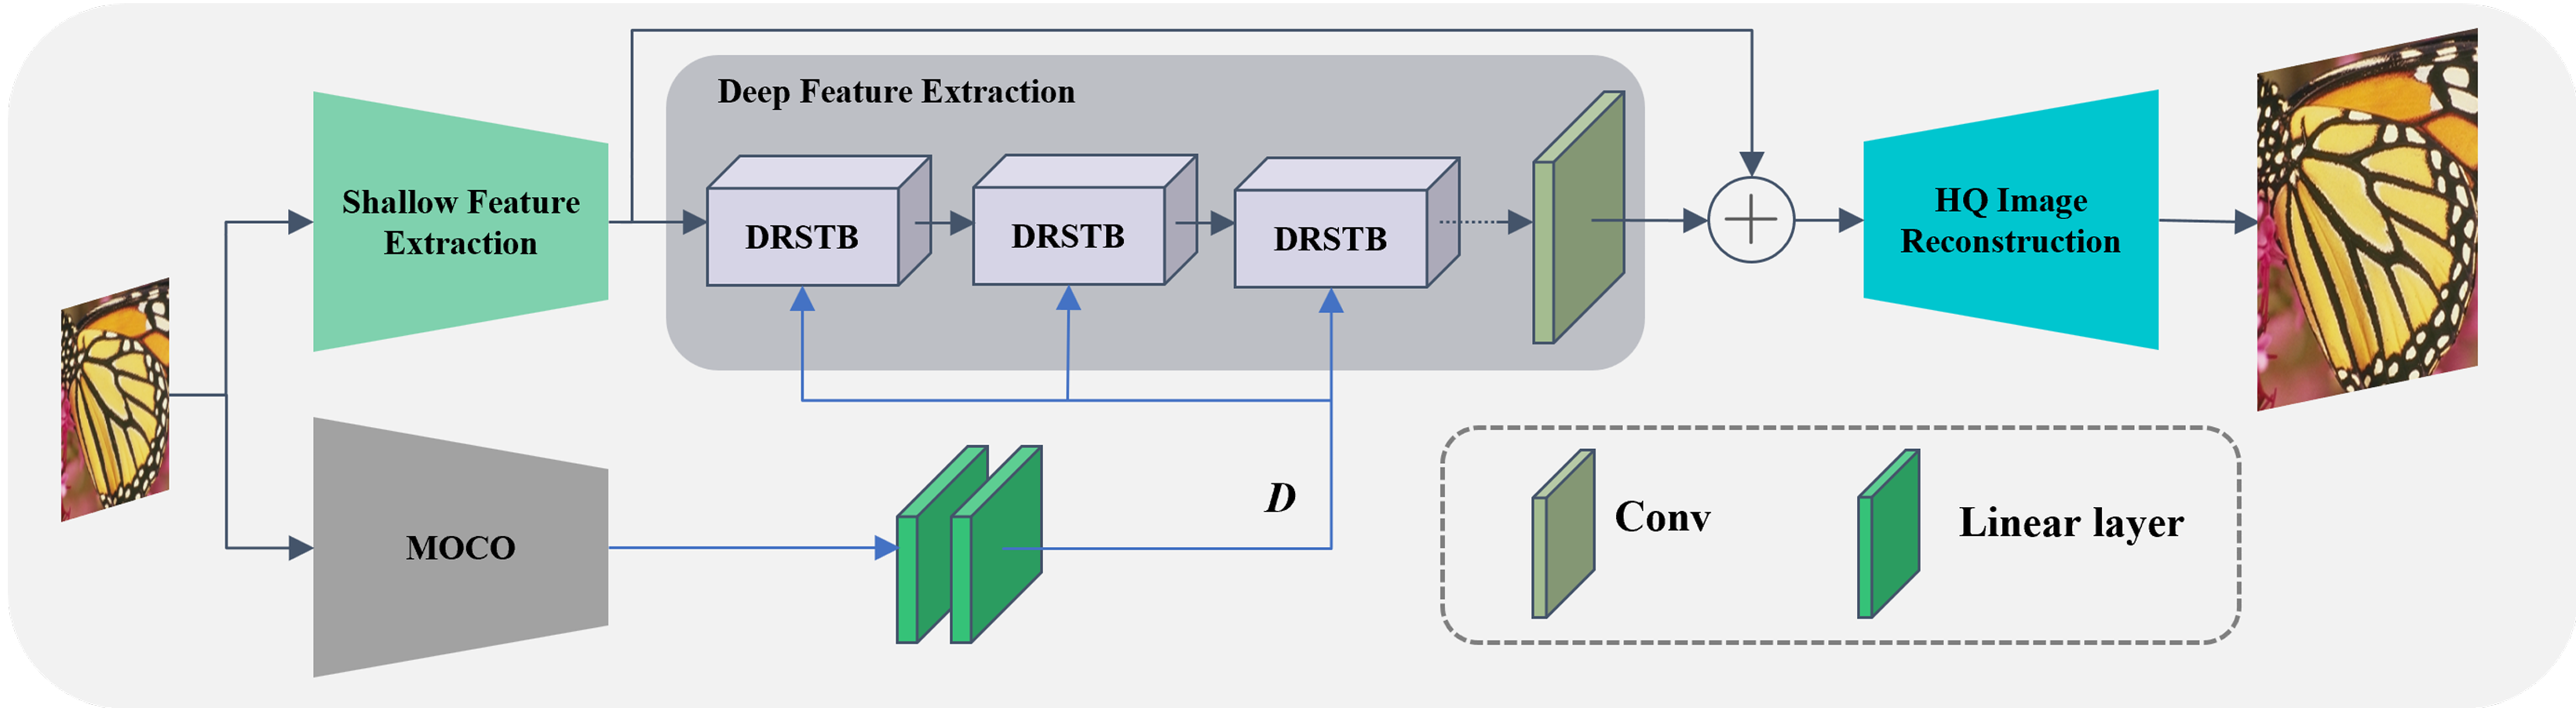 Deep Feature Extraction
Shallow Feature
Extraction
DRSTB
DRSTB
DRSTB
HQ Image
Reconstruction
MOCO
D
Conv
Linear layer